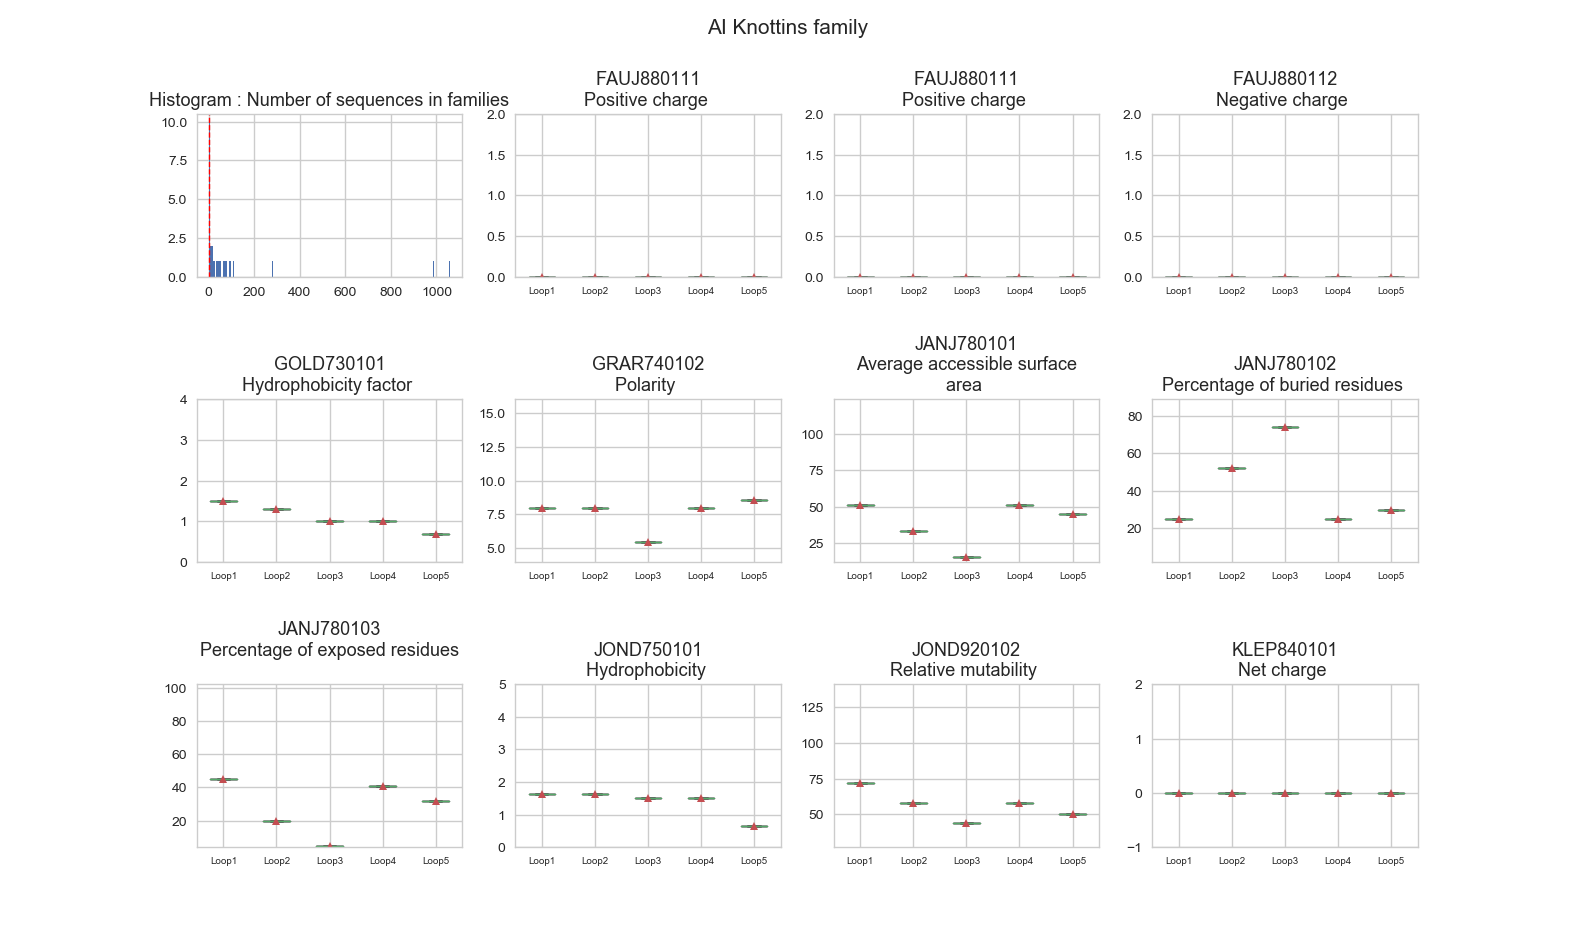 AI Knottins family
Histogram : Number of sequences in families
10.0
7.5
5.0
2.5
0.0
0 200 400 600 800 1000
FAUJ880111
Positive charge
2.0
1.5
1.0
0.5
0.0
Loop1 Loop2 Loop3 Loop4 Loop5
FAUJ880111
Positive charge
2.0
1.5
1.0
0.5
0.0
Loop1 Loop2 Loop3 Loop4 Loop5
FAUJ880112
Negative charge
2.0
1.5
1.0
0.5
0.0
Loop1 Loop2 Loop3 Loop4 Loop5
GOLD730101
Hydrophobicity factor
4
3
2
1
0
Loop1 Loop2 Loop3 Loop4 Loop5
GRAR740102
Polarity
15.0
12.5
10.0
7.5
5.0
Loop1 Loop2 Loop3 Loop4 Loop5
JANJ780101
Average accessible surface
area
100
75
50
25
Loop1 Loop2 Loop3 Loop4 Loop5
JANJ780102
Percentage of buried residues
80
60
40
20
Loop1 Loop2 Loop3 Loop4 Loop5
JANJ780103
Percentage of exposed residues
100
80
60
40
20
Loop1 Loop2 Loop3 Loop4 Loop5
JOND750101
Hydrophobicity
5
4
3
2
1
0
Loop1 Loop2 Loop3 Loop4 Loop5
JOND920102
Relative mutability
125
100
75
50
Loop1 Loop2 Loop3 Loop4 Loop5
KLEP840101
Net charge
2
1
0
−1
Loop1 Loop2 Loop3 Loop4 Loop5